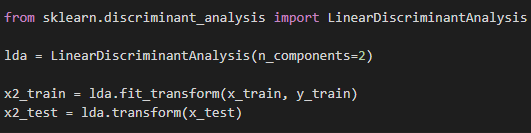 from sklearn.discriminant_analysis import LinearDiscriminantAnalysis
lda = LinearDiscriminantAnalysis(n_components=2)
x2_train = lda.fit_transform(x_train, y_train)
x2_test = lda.transform(x_test)